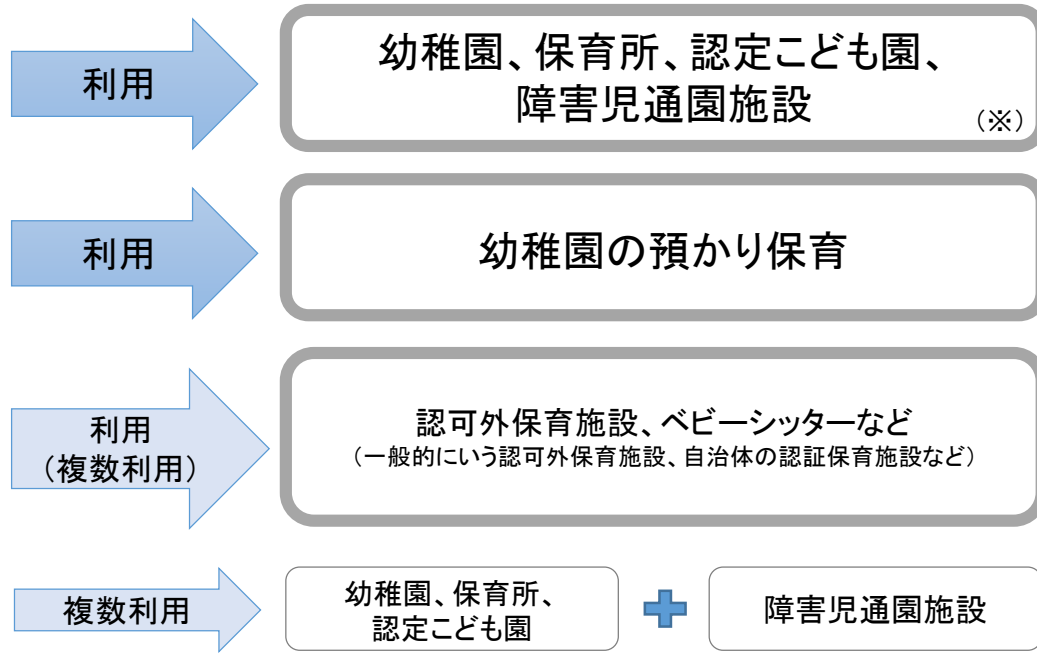 利用
幼稚園、保育所、認定こども園、
障害児通園施設
（※）
利用
幼稚園の預かり保育
利用
（複数利用）
認可外保育施設、ベビーシッターなど
（一般的にいう認可外保育施設、自治体の認証保育施設など）
複数利用
幼稚園、保育所、
認定こども園
障害児通園施設